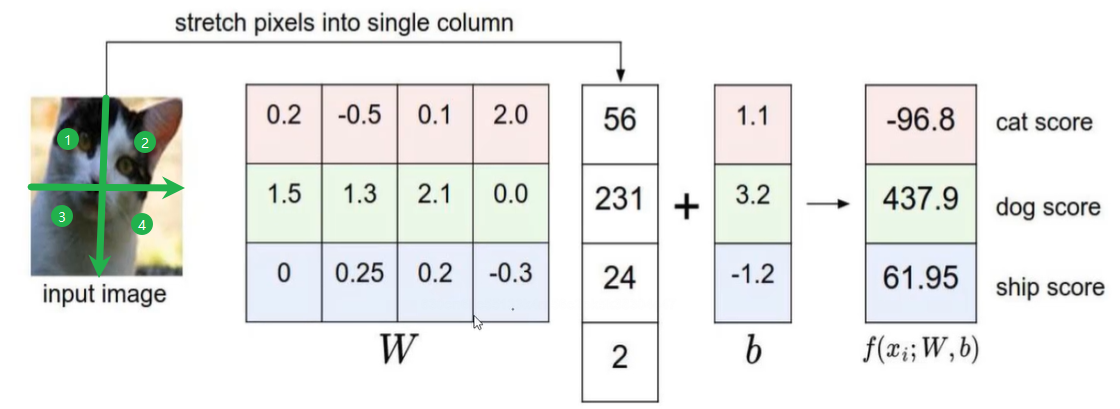 stretch pixels into single column
1
2
3
4
input image
0.2 -0.5 0.1 2.0
1.5 1.3 2.1 0.0
0 0.25 0.2 -0.3
W
56
231
24
2
+
1.1
3.2
-1.2
b
-96.8 cat score
437.9 dog score
61.95 ship score
f(xᵢ; W, b)